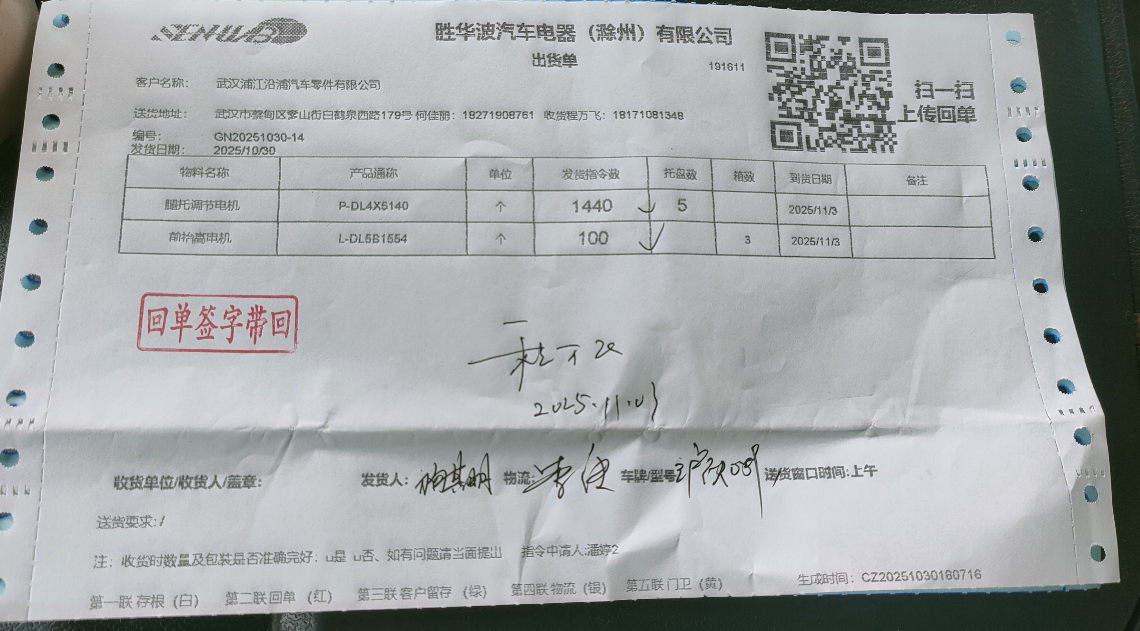 SENWB
胜华波汽车电器（滁州）有限公司
出货单
191611
扫一扫
上传回单
客户名称： 武汉浦江沿浦汽车零件有限公司
送货地址： 武汉市蔡甸区奓山街白鹤泉西路179号 何佳丽：18271908761 收货程万飞：18171081348
编号： GN20251030-14
发货日期： 2025/10/30
物料名称 产品通称 单位 发货指令数 托盘数 箱数 到货日期 备注
腿托调节电机 P-DL4X5140 个 1440 5 2025/11/3
前抬高电机 L-DL5B1554 个 100 3 2025/11/3
回单签字带回
2025.11.03
收货单位/收货人/盖章： 发货人： 物流： 李健 车牌/型号： 送货窗口时间：上午
送货要求：/
注：收货时数量及包装是否准确完好：□是 □否、如有问题请当面提出 指令申请人：潘婷2
生成时间：CZ20251030180716
第一联 存根（白） 第二联 回单（红） 第三联 客户留存（绿） 第四联 物流（银） 第五联 门卫（黄）